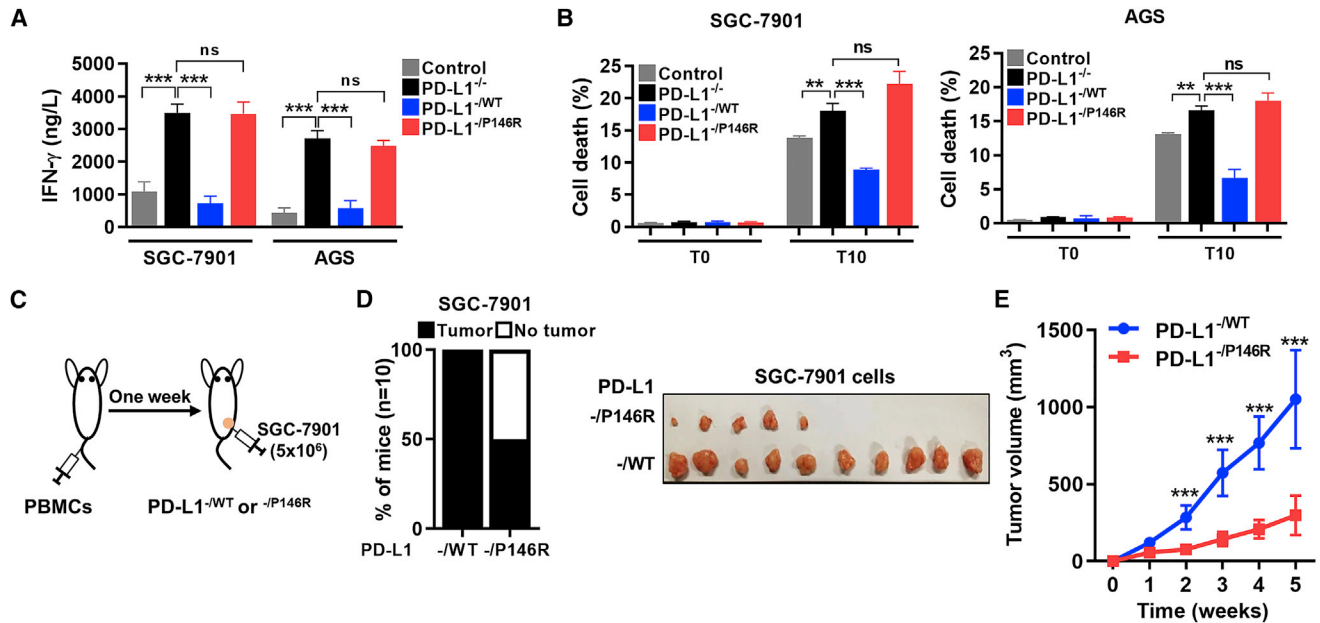 A
IFN-γ (ng/L)
5000
4000
3000
2000
1000
0
*** ***
ns
*** ***
ns
SGC-7901
AGS
Control
PD-L1-/-
PD-L1-/WT
PD-L1-/P146R
B
SGC-7901
Cell death (%)
25
20
15
10
5
0
Control
PD-L1-/-
PD-L1-/WT
PD-L1-/P146R
ns
** ***
T0
T10
AGS
Cell death (%)
25
20
15
10
5
0
Control
PD-L1-/-
PD-L1-/WT
PD-L1-/P146R
ns
** ***
T0
T10
C
One week
SGC-7901
(5x10⁶)
PBMCs
PD-L1-/WT or -/P146R
D
SGC-7901
Tumor No tumor
% of mice (n=10)
100
50
0
PD-L1 -/WT -/P146R
SGC-7901 cells
PD-L1
-/P146R
-/WT
E
Tumor volume (mm³)
1500
1000
500
0
PD-L1-/WT
PD-L1-/P146R
***
***
***
***
0 1 2 3 4 5
Time (weeks)